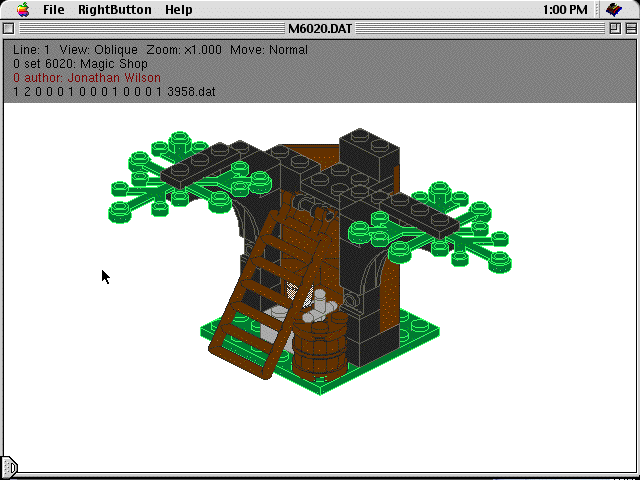 File RightButton Help 1:00 PM
M6020.DAT
Line: 1 View: Oblique Zoom: x1.000 Move: Normal
0 set 6020: Magic Shop
0 author: Jonathan Wilson
1 2 0 0 0 1 0 0 0 1 0 0 0 1 3958.dat